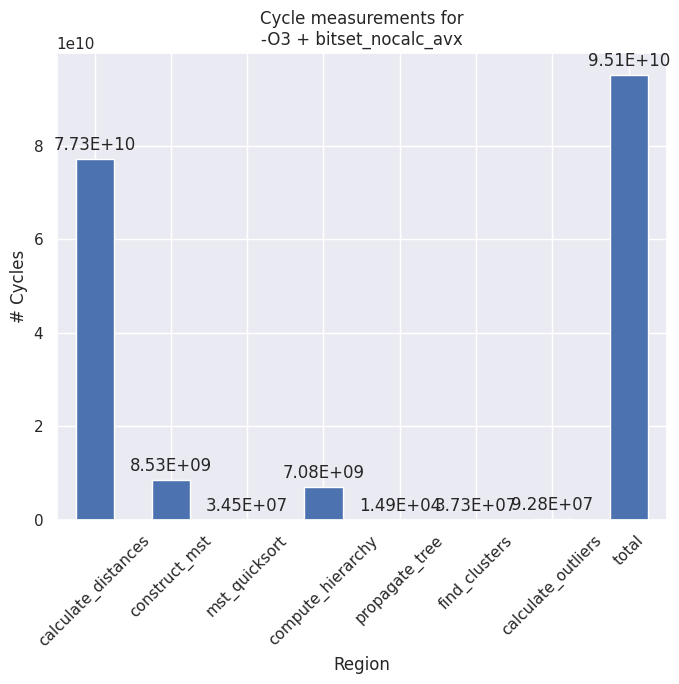 Cycle measurements for
-O3 + bitset_nocalc_avx
1e10
9.51E+10
7.73E+10
8
6
# Cycles
4
2
8.53E+09
7.08E+09
3.45E+07
1.49E+04
3.73E+07
9.28E+07
0
calculate_distances
construct_mst
mst_quicksort
compute_hierarchy
propagate_tree
find_clusters
calculate_outliers
total
Region